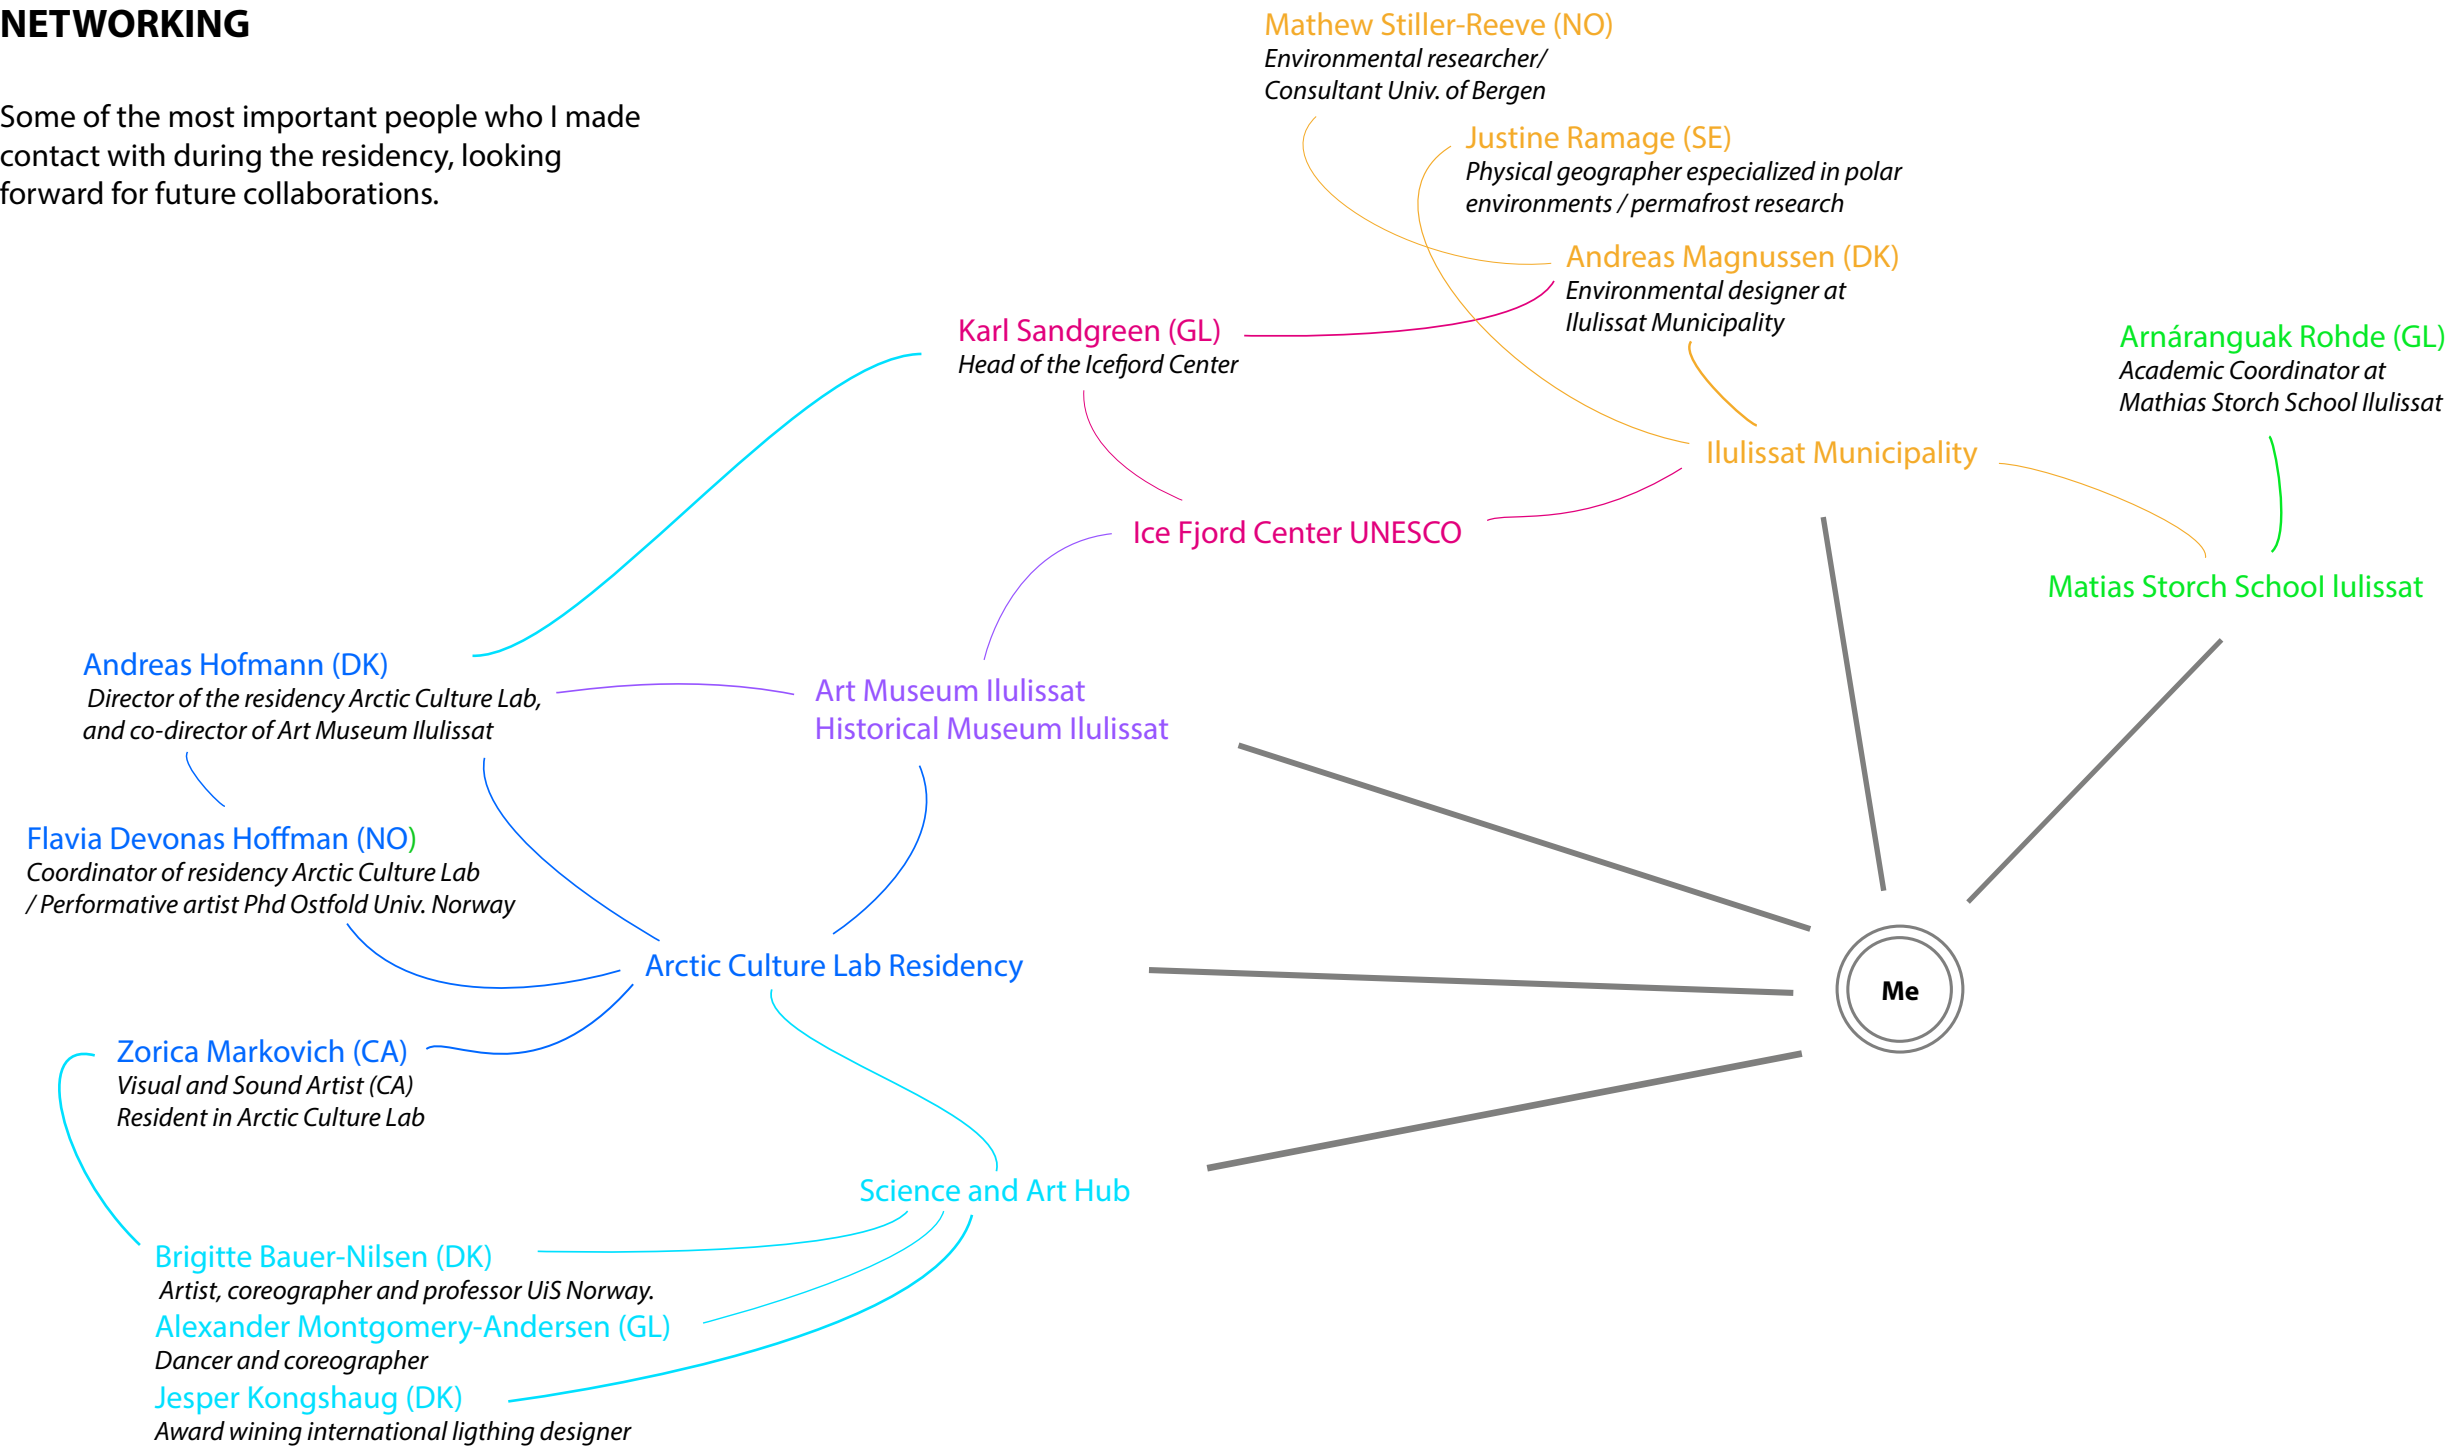 NETWORKING
Some of the most important people who I made
contact with during the residency, looking
forward for future collaborations.
Mathew Stiller-Reeve (NO)
Environmental researcher/
Consultant Univ. of Bergen
Justine Ramage (SE)
Physical geographer especialized in polar
environments / permafrost research
Andreas Magnussen (DK)
Environmental designer at
Ilulissat Municipality
Karl Sandgreen (GL)
Head of the Icefjord Center
Arnáranguak Rohde (GL)
Academic Coordinator at
Mathias Storch School Ilulissat
Ilulissat Municipality
Ice Fjord Center UNESCO
Matias Storch School lulissat
Andreas Hofmann (DK)
Director of the residency Arctic Culture Lab,
and co-director of Art Museum Ilulissat
Art Museum Ilulissat
Historical Museum Ilulissat
Flavia Devonas Hoffman (NO)
Coordinator of residency Arctic Culture Lab
/ Performative artist Phd Ostfold Univ. Norway
Arctic Culture Lab Residency
Me
Zorica Markovich (CA)
Visual and Sound Artist (CA)
Resident in Arctic Culture Lab
Science and Art Hub
Brigitte Bauer-Nilsen (DK)
Artist, coreographer and professor UiS Norway.
Alexander Montgomery-Andersen (GL)
Dancer and coreographer
Jesper Kongshaug (DK)
Award wining international ligthing designer